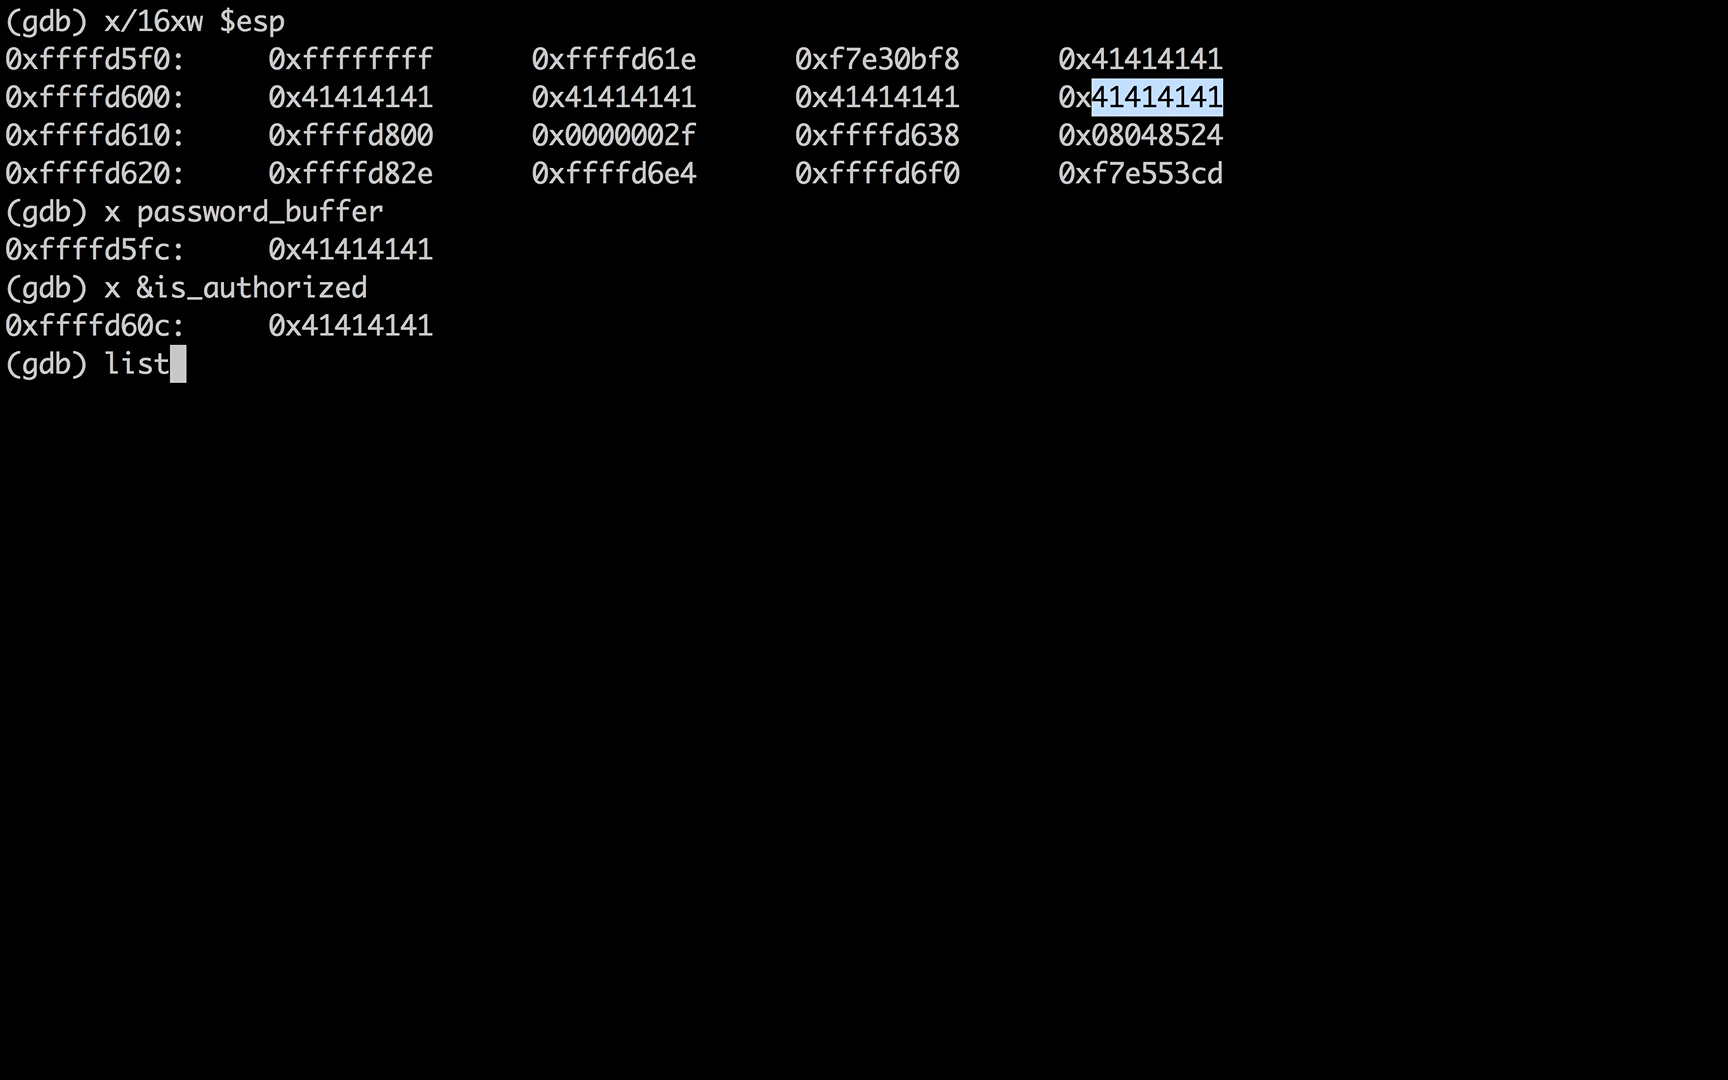 (gdb) x/16xw $esp
0xffffd5f0: 0xffffffff 0xffffd61e 0xf7e30bf8 0x41414141
0xffffd600: 0x41414141 0x41414141 0x41414141 0x41414141
0xffffd610: 0xffffd800 0x0000002f 0xffffd638 0x08048524
0xffffd620: 0xffffd82e 0xffffd6e4 0xffffd6f0 0xf7e553cd
(gdb) x password_buffer
0xffffd5fc: 0x41414141
(gdb) x &is_authorized
0xffffd60c: 0x41414141
(gdb) list